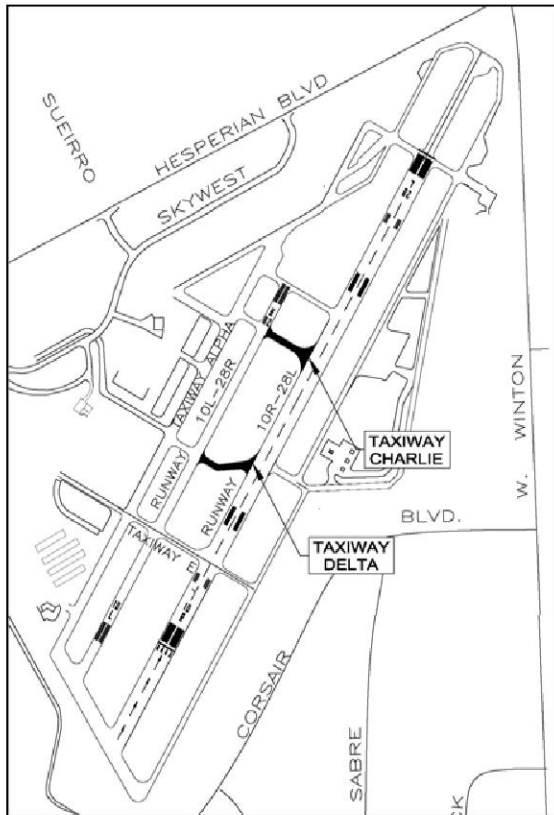 SUEIRRO
HESPERIAN BLVD
SKYWEST
TAXIWAY ALPHA
RUNWAY 10L-28R
RUNWAY 10R-28L
TAXIWAY
CHARLIE
TAXIWAY
DELTA
TAXIWAY E
W. WINTON
BLVD.
CORSAIR
SABRE